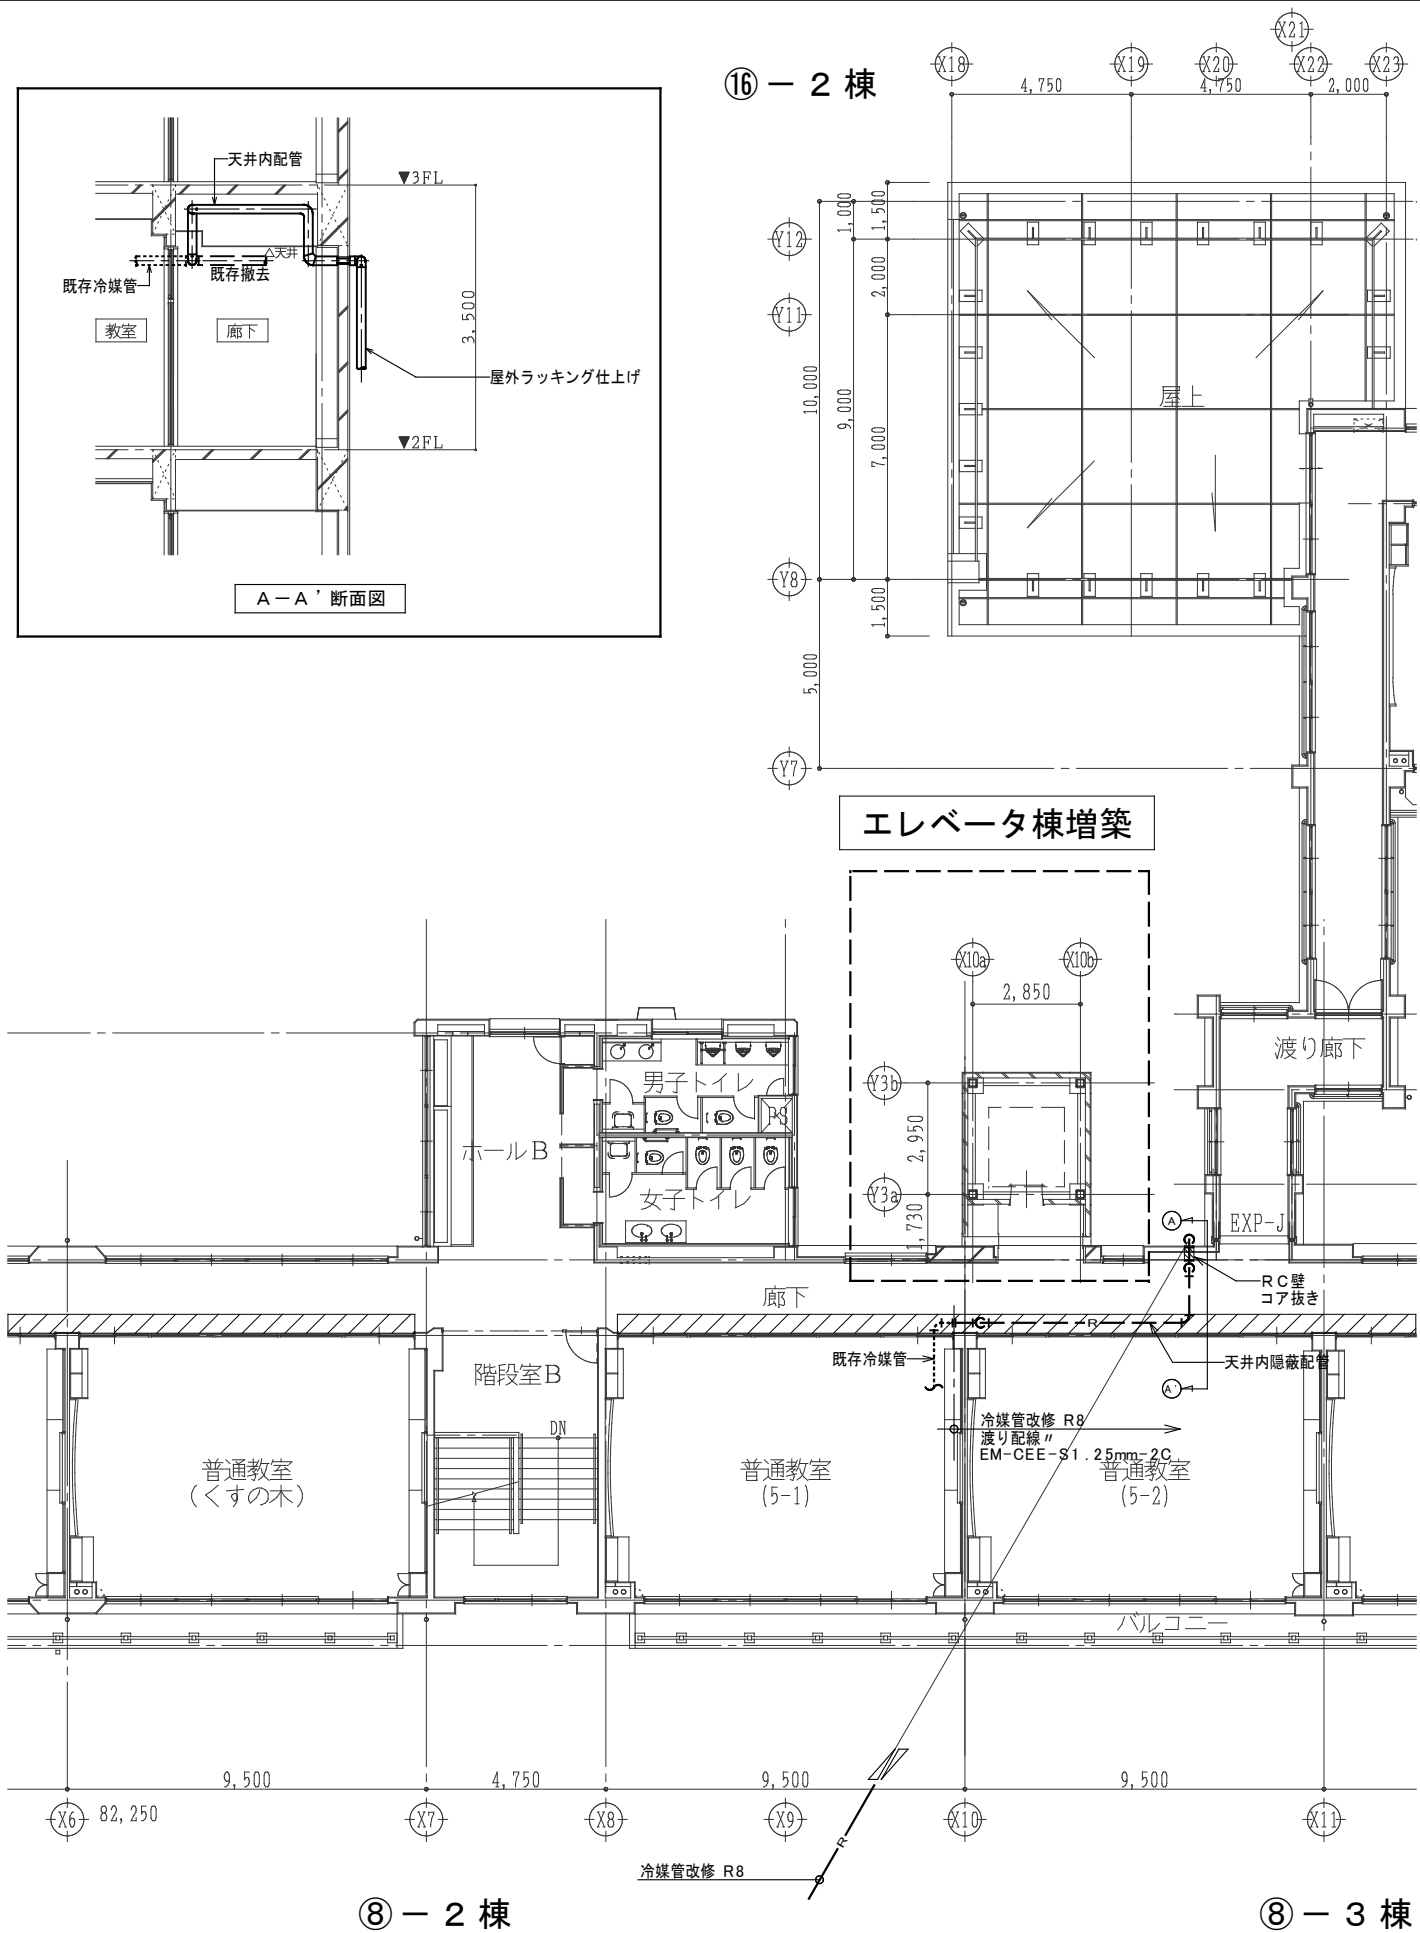 ⑯－２棟
X21
X18
X19
X20
X22
X23
4,750
4,750
2,000
天井内配管
▼3FL
△天井
既存撤去
既存冷媒管
教室
廊下
3,500
屋外ラッキング仕上げ
▼2FL
A－A'断面図
Y12
Y11
Y8
Y7
1,000
1,500
2,000
10,000
9,000
7,000
1,500
5,000
屋上
エレベータ棟増築
X10a
X10b
2,850
Y3b
Y3a
2,950
1,730
渡り廊下
男子トイレ
PS
ホールB
女子トイレ
EXP-J
A
RC壁
コア抜き
廊下
R
既存冷媒管
天井内隠蔽配管
A'
階段室B
DN
冷媒管改修 R8
渡り配線〃
EM-CEE-S1.25mm-2C
普通教室
(くすの木)
普通教室
(5-1)
普通教室
(5-2)
バルコニー
9,500
4,750
9,500
9,500
X6
82,250
X7
X8
X9
X10
X11
R
冷媒管改修 R8
⑧－２棟
⑧－３棟